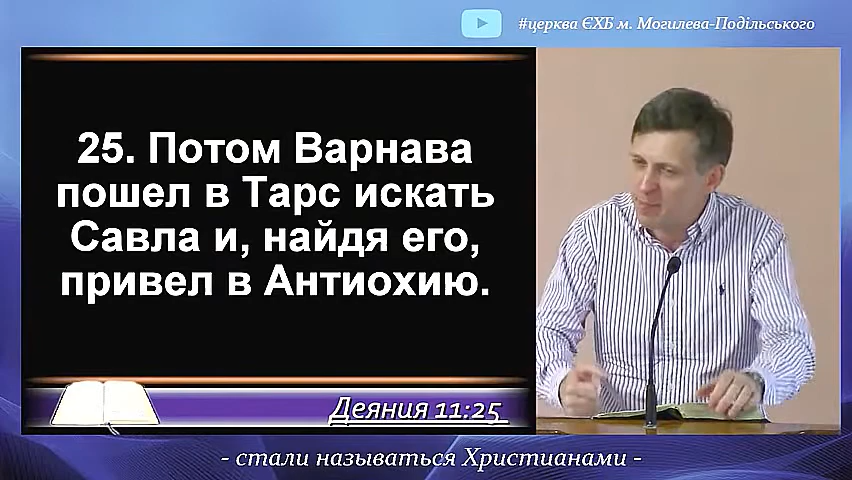 #церква ЄХБ м. Могилева-Подільського
25. Потом Варнава
пошел в Тарс искать
Савла и, найдя его,
привел в Антиохию.
Деяния 11:25
- стали называться Христианами -